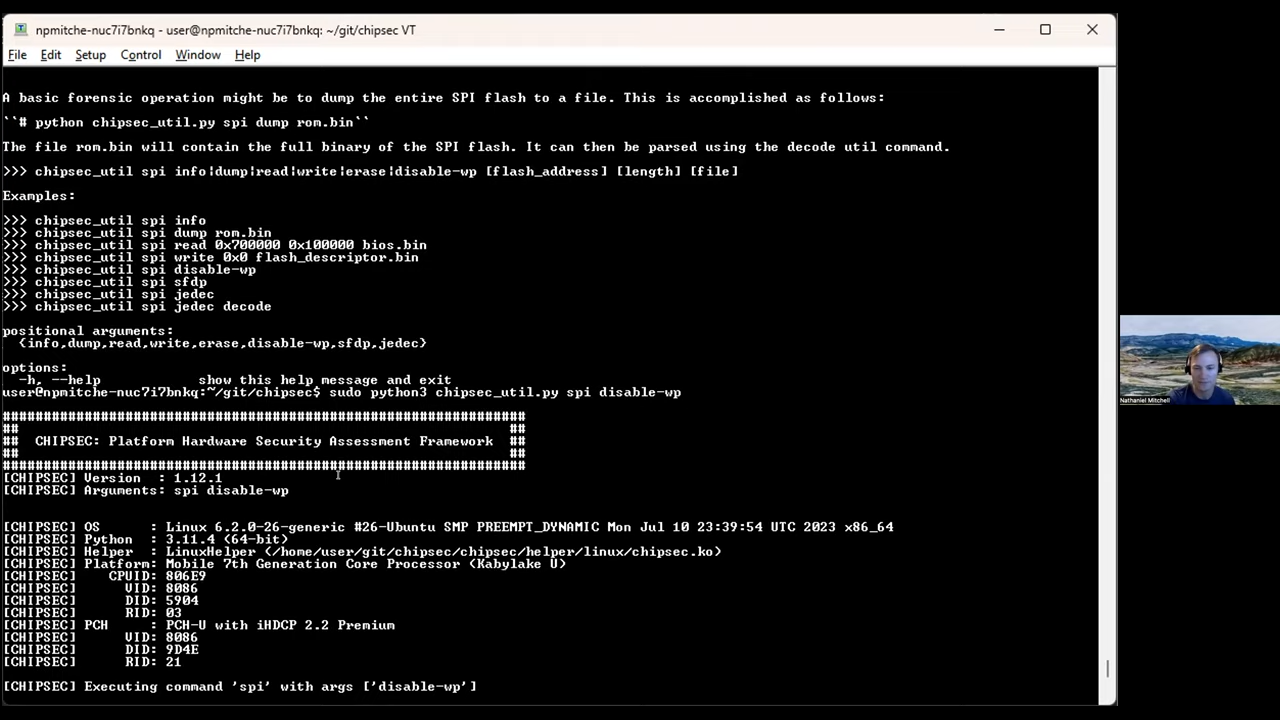 npmitche-nuc7i7bnkq - user@npmitche-nuc7i7bnkq: ~/git/chipsec VT
File Edit Setup Control Window Help
A basic forensic operation might be to dump the entire SPI flash to a file. This is accomplished as follows:
``# python chipsec_util.py spi dump rom.bin``
The file rom.bin will contain the full binary of the SPI flash. It can then be parsed using the decode util command.
>>> chipsec_util spi info|dump|read|write|erase|disable-wp [flash_address] [length] [file]
Examples:
>>> chipsec_util spi info
>>> chipsec_util spi dump rom.bin
>>> chipsec_util spi read 0x700000 0x100000 bios.bin
>>> chipsec_util spi write 0x0 flash_descriptor.bin
>>> chipsec_util spi disable-wp
>>> chipsec_util spi sfdp
>>> chipsec_util spi jedec
>>> chipsec_util spi jedec decode
positional arguments:
{info,dump,read,write,erase,disable-wp,sfdp,jedec}
options:
-h, --help show this help message and exit
user@npmitche-nuc7i7bnkq:~/git/chipsec$ sudo python3 chipsec_util.py spi disable-wp
################################################################
## ##
## CHIPSEC: Platform Hardware Security Assessment Framework ##
## ##
################################################################
[CHIPSEC] Version : 1.12.1
[CHIPSEC] Arguments: spi disable-wp
[CHIPSEC] OS : Linux 6.2.0-26-generic #26-Ubuntu SMP PREEMPT_DYNAMIC Mon Jul 10 23:39:54 UTC 2023 x86_64
[CHIPSEC] Python : 3.11.4 (64-bit)
[CHIPSEC] Helper : LinuxHelper (/home/user/git/chipsec/chipsec/helper/linux/chipsec.ko)
[CHIPSEC] Platform: Mobile 7th Generation Core Processor (Kabylake U)
[CHIPSEC] CPUID: 806E9
[CHIPSEC] VID: 8086
[CHIPSEC] DID: 5904
[CHIPSEC] RID: 03
[CHIPSEC] PCH : PCH-U with iHDCP 2.2 Premium
[CHIPSEC] VID: 8086
[CHIPSEC] DID: 9D4E
[CHIPSEC] RID: 21
[CHIPSEC] Executing command 'spi' with args ['disable-wp']
Nathaniel Mitchell